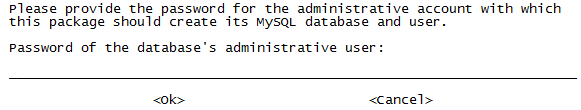 Please provide the password for the administrative account with which
this package should create its MySQL database and user.
Password of the database's administrative user:
<Ok> <Cancel>